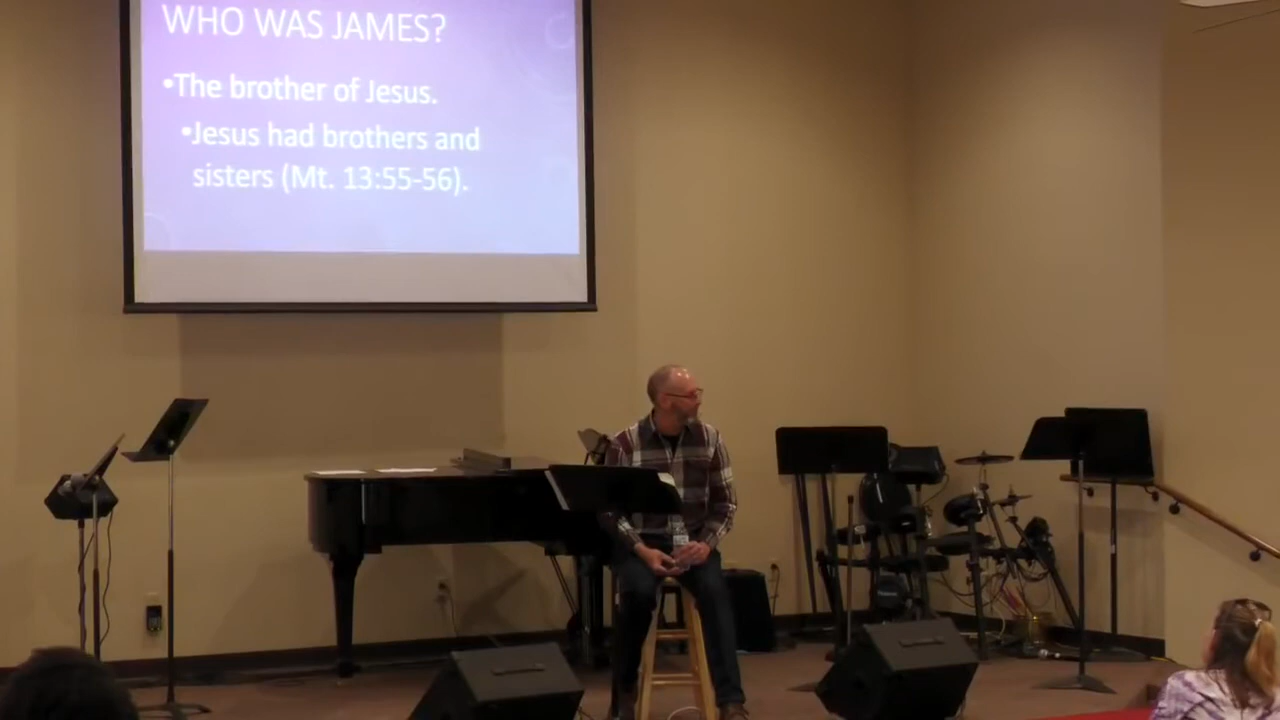 WHO WAS JAMES?
•The brother of Jesus.
•Jesus had brothers and
sisters (Mt. 13:55-56).